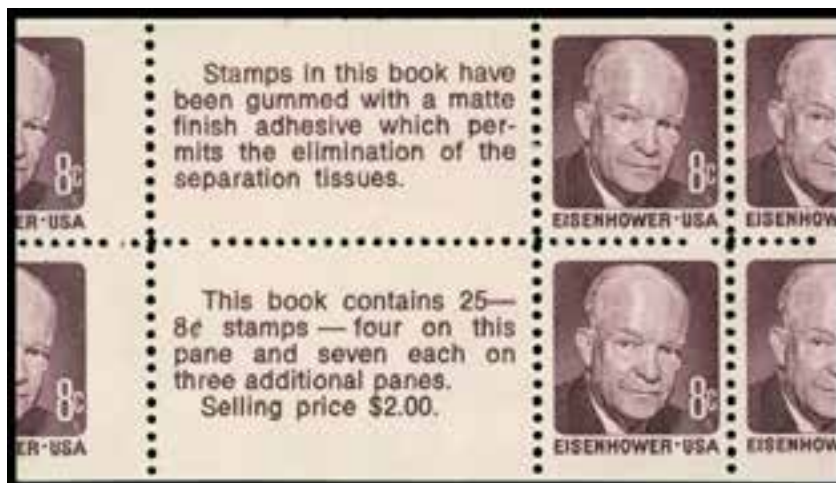 Stamps in this book have
been gummed with a matte
finish adhesive which per-
mits the elimination of the
separation tissues.
8c
ER·USA
8c
EISENHOWER·USA
EISENHOW
This book contains 25—
8¢ stamps — four on this
pane and seven each on
three additional panes.
Selling price $2.00.
8c
ER·USA
8c
EISENHOWER·USA
EISENHOW